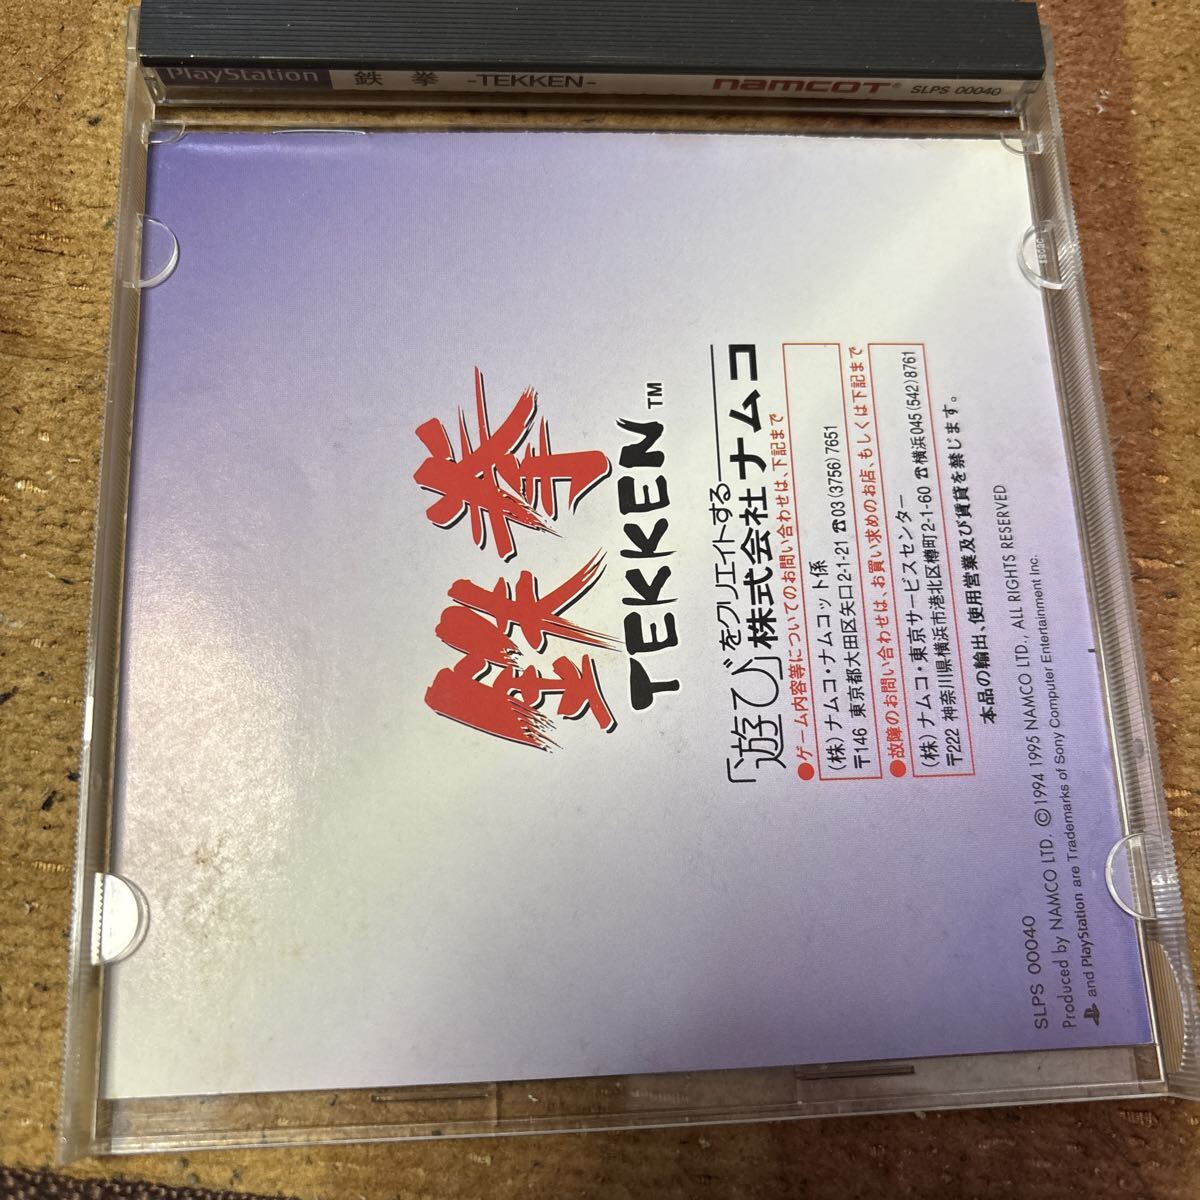 PlayStation 鉄 拳 -TEKKEN- namcot® SLPS 00040
鉄拳
TEKKEN™
「遊び」をクリエイトする
株式会社ナムコ
●ゲーム内容等についてのお問い合わせは、下記まで
(株)ナムコ・ナムコット係
〒146 東京都大田区矢口2-1-21 ☎03(3756)7651
●故障のお問い合わせは、お買い求めのお店、もしくは下記まで
(株)ナムコ・東京サービスセンター
〒222 神奈川県横浜市港北区樽町2-1-60 ☎横浜045(542)8761
本品の輸出、使用営業及び賃貸を禁じます。
SLPS 00040
Produced by NAMCO LTD. ©1994 1995 NAMCO LTD., ALL RIGHTS RESERVED
and PlayStation are Trademarks of Sony Computer Entertainment Inc.